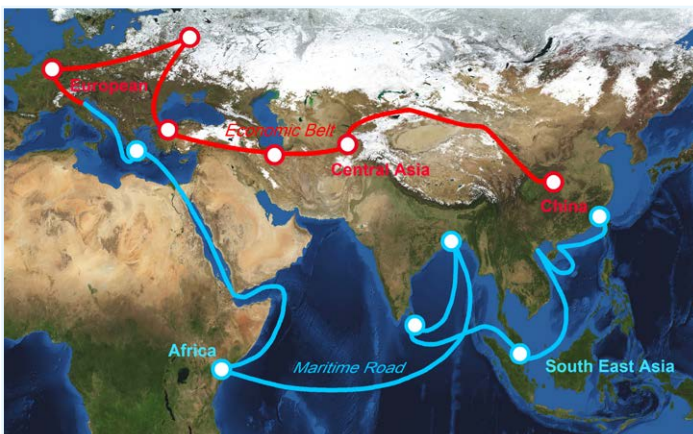 European
Economic Belt
Central Asia
China
Africa
Maritime Road
South East Asia